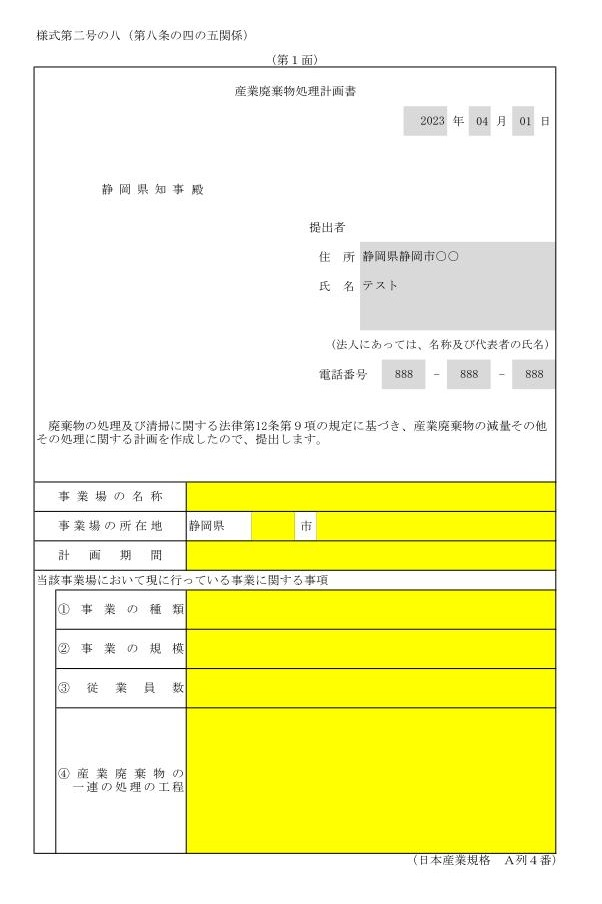 様式第二号の八（第八条の四の五関係）
（第１面）
産業廃棄物処理計画書
2023 年 04 月 01 日
静岡県知事殿
提出者
住　所 静岡県静岡市〇〇
氏　名 テスト
（法人にあっては、名称及び代表者の氏名）
電話番号 888 － 888 － 888
廃棄物の処理及び清掃に関する法律第12条第９項の規定に基づき、産業廃棄物の減量その他
その処理に関する計画を作成したので、提出します。
事業場の名称
事業場の所在地 静岡県 市
計画期間
当該事業場において現に行っている事業に関する事項
①事業の種類
②事業の規模
③従業員数
④産業廃棄物の
一連の処理の工程
（日本産業規格　Ａ列４番）